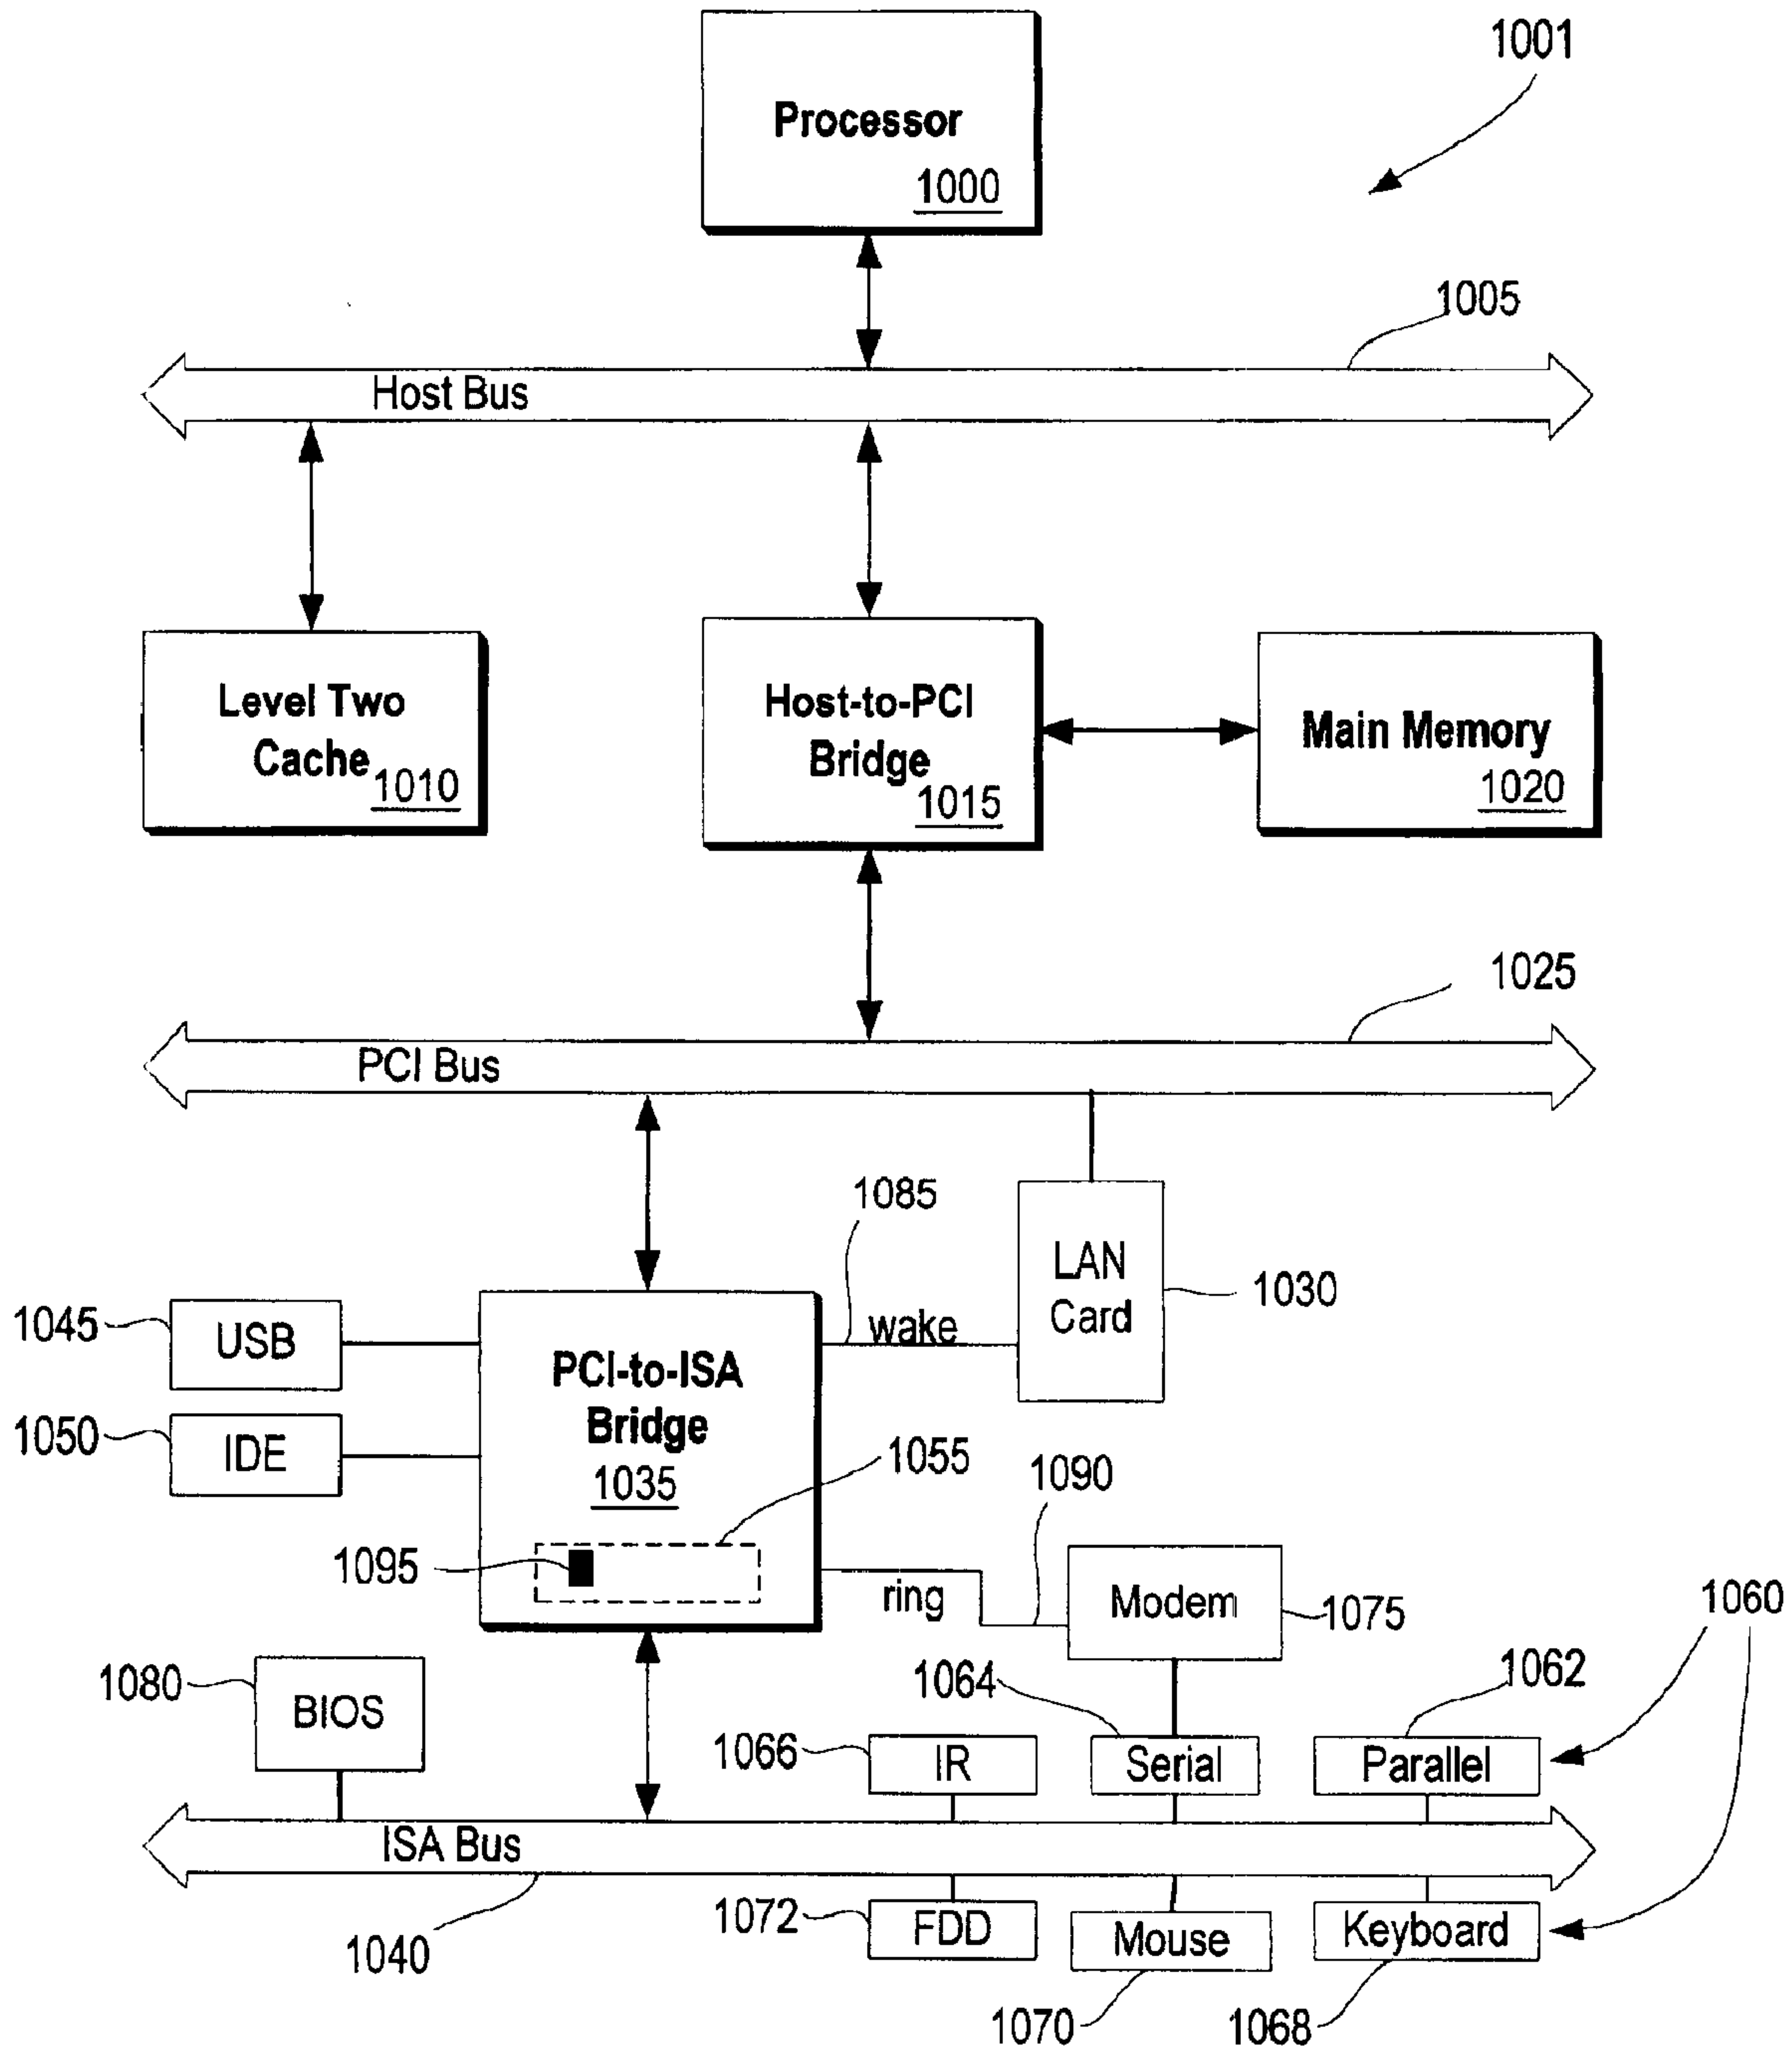 1001
Processor
1000
1005
Host Bus
Level Two
Cache
1010
Host-to-PCI
Bridge
1015
Main Memory
1020
1025
PCI Bus
1085
LAN
Card
1030
1045
USB
wake
PCI-to-ISA
Bridge
1035
1050
IDE
1055
1090
1095
ring
Modem
1075
1060
1080
BIOS
1064
1062
1066
IR
Serial
Parallel
ISA Bus
1040
1072
FDD
Mouse
Keyboard
1070
1068